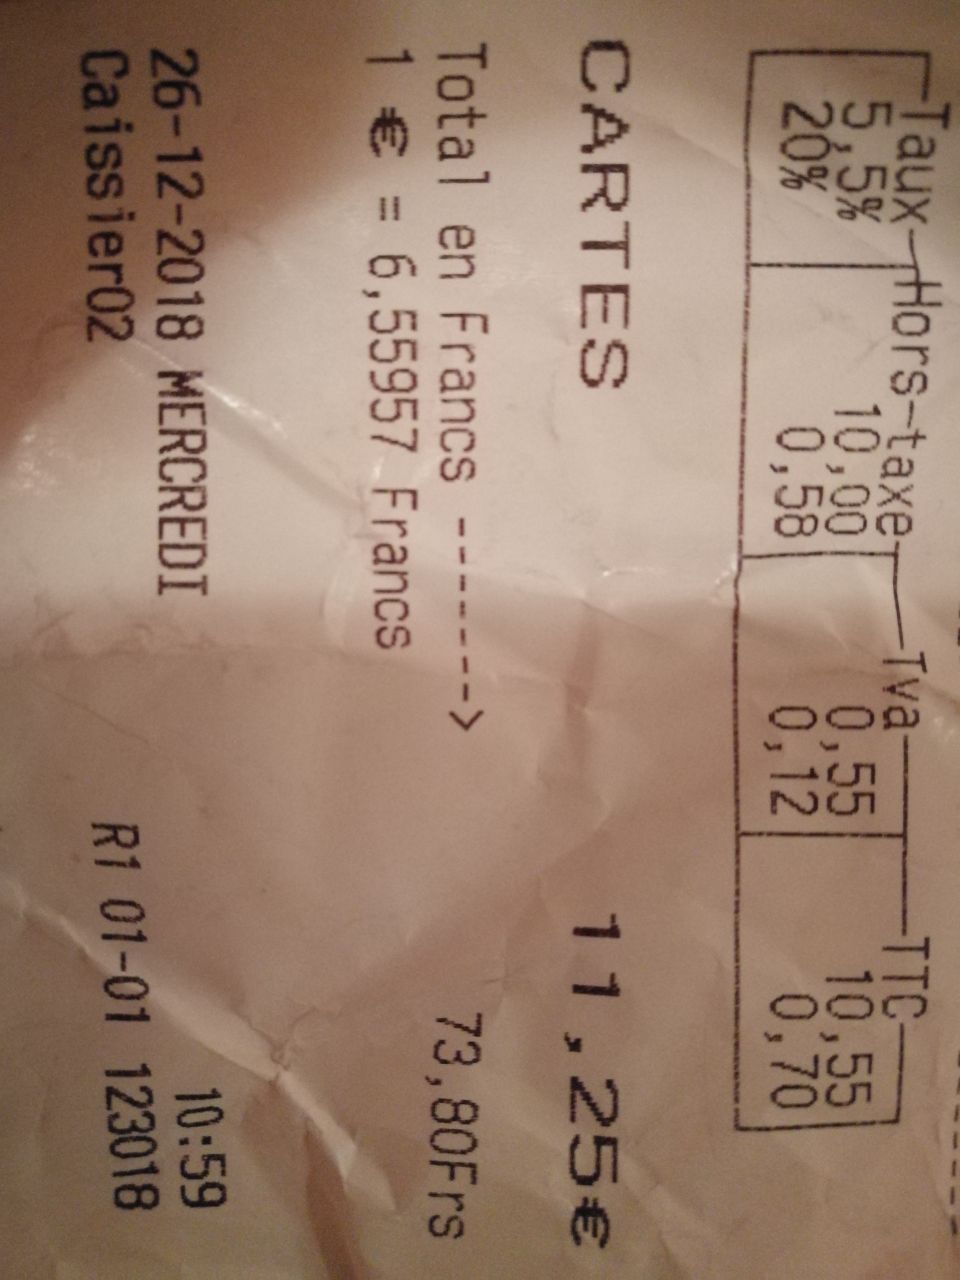 Taux Hors-taxe Tva TTC
5,5% 10,00 0,55 10,55
20% 0,58 0,12 0,70
CARTES 11,25€
Total en Francs -------> 73,80Frs
1 € = 6,55957 Francs
26-12-2018 MERCREDI 10:59
Caissier02 R1 01-01 123018